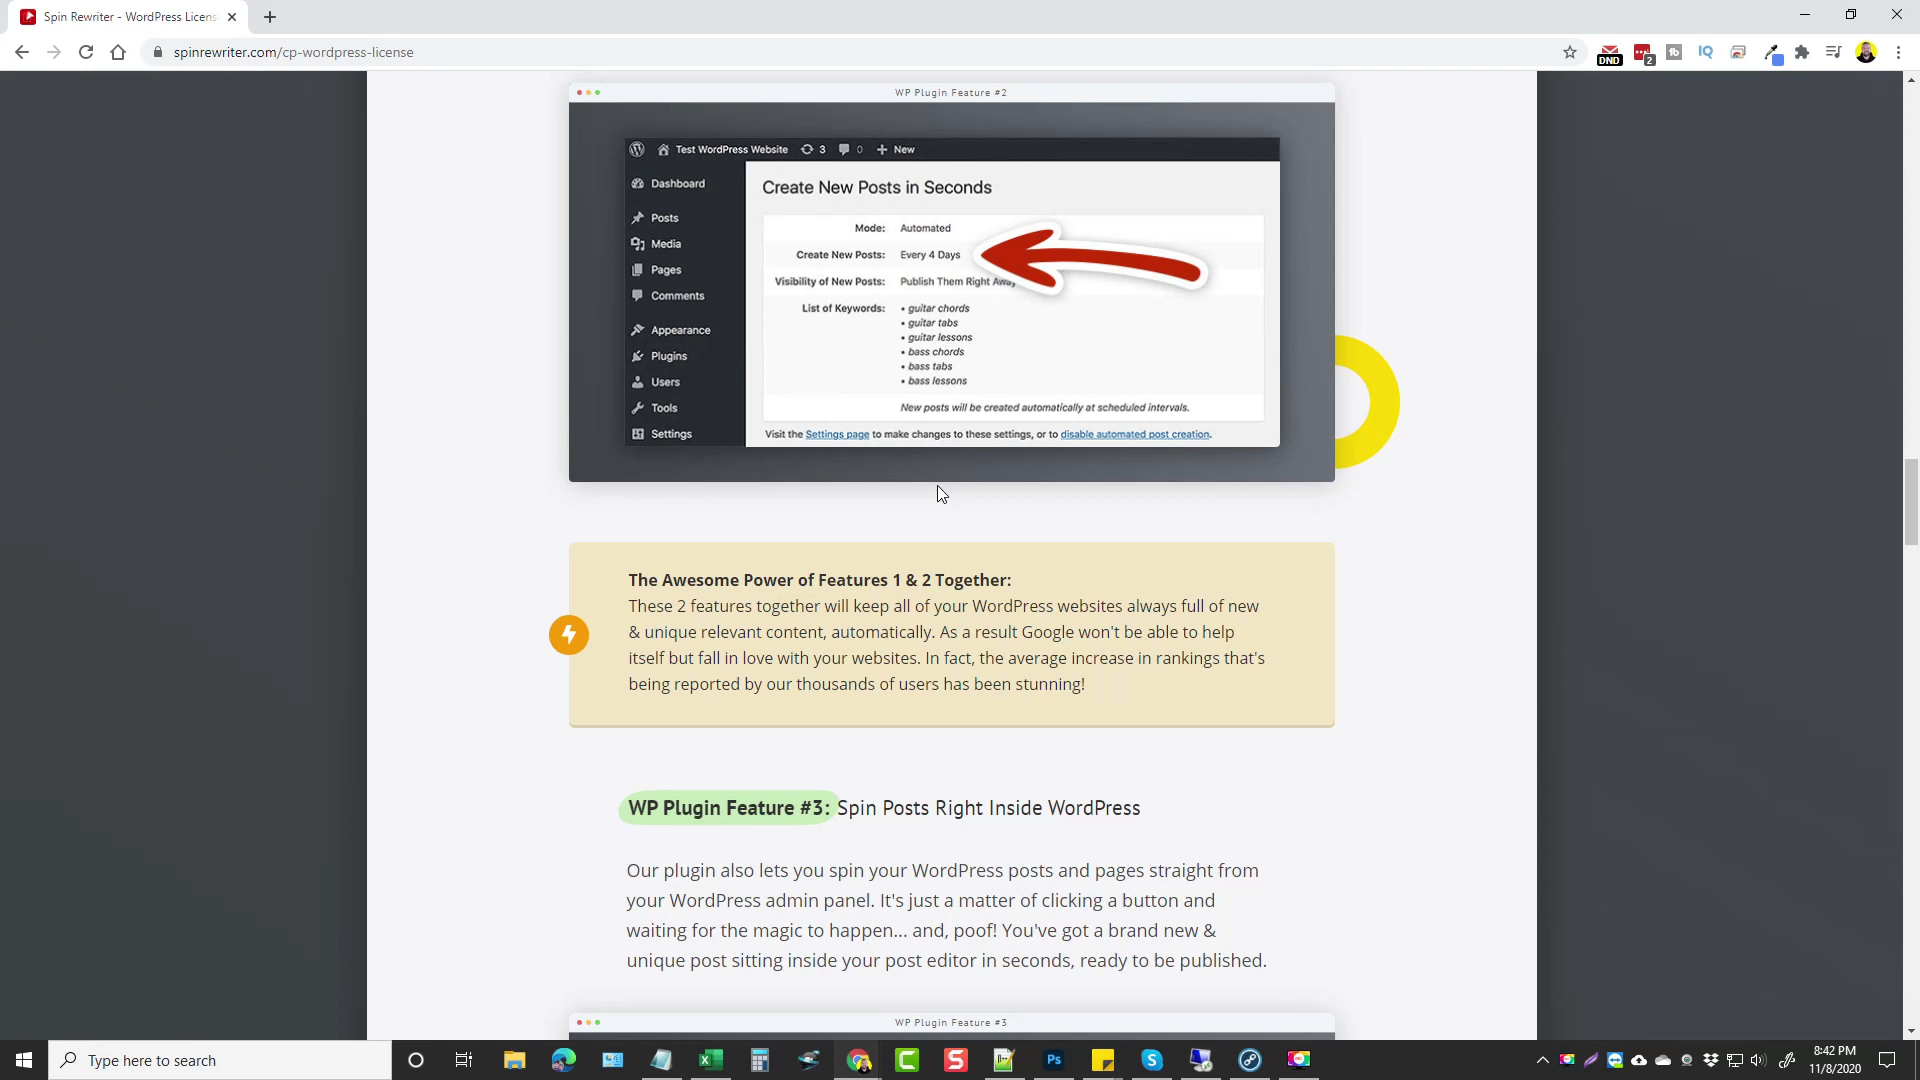 Spin Rewriter - WordPress Licens
spinrewriter.com/cp-wordpress-license
DND
2
IQ
WP Plugin Feature #2
Test WordPress Website 3 0 New
Dashboard
Posts
Media
Pages
Comments
Appearance
Plugins
Users
Tools
Settings
Create New Posts in Seconds
Mode: Automated
Create New Posts: Every 4 Days
Visibility of New Posts: Publish Them Right Away
List of Keywords: • guitar chords
• guitar tabs
• guitar lessons
• bass chords
• bass tabs
• bass lessons
New posts will be created automatically at scheduled intervals.
Visit the Settings page to make changes to these settings, or to disable automated post creation.
The Awesome Power of Features 1 & 2 Together:
These 2 features together will keep all of your WordPress websites always full of new
& unique relevant content, automatically. As a result Google won't be able to help
itself but fall in love with your websites. In fact, the average increase in rankings that's
being reported by our thousands of users has been stunning!
WP Plugin Feature #3: Spin Posts Right Inside WordPress
Our plugin also lets you spin your WordPress posts and pages straight from
your WordPress admin panel. It's just a matter of clicking a button and
waiting for the magic to happen... and, poof! You've got a brand new &
unique post sitting inside your post editor in seconds, ready to be published.
WP Plugin Feature #3
Type here to search
Ps
8:42 PM
11/8/2020